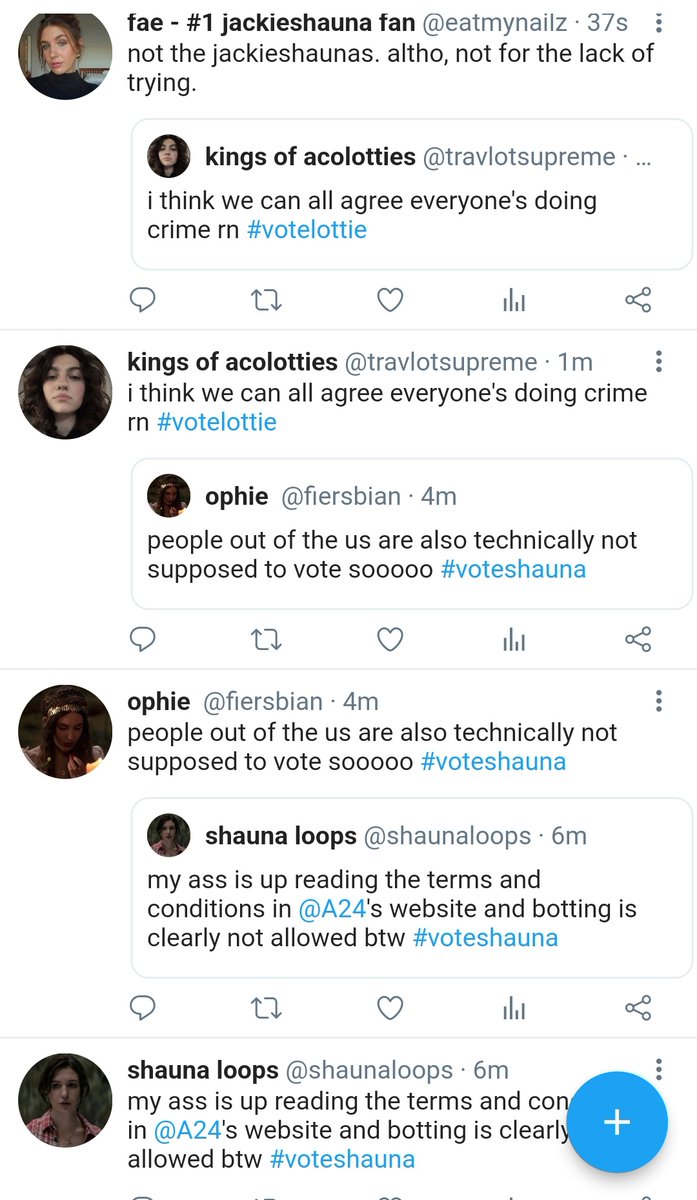 fae - #1 jackieshauna fan @eatmynailz · 37s
not the jackieshaunas. altho, not for the lack of
trying.
kings of acolotties @travlotsupreme · ...
i think we can all agree everyone's doing
crime rn #votelottie
kings of acolotties @travlotsupreme · 1m
i think we can all agree everyone's doing crime
rn #votelottie
ophie @fiersbian · 4m
people out of the us are also technically not
supposed to vote sooooo #voteshauna
ophie @fiersbian · 4m
people out of the us are also technically not
supposed to vote sooooo #voteshauna
shauna loops @shaunaloops · 6m
my ass is up reading the terms and
conditions in @A24's website and botting is
clearly not allowed btw #voteshauna
shauna loops @shaunaloops · 6m
my ass is up reading the terms and con
in @A24's website and botting is clearly
allowed btw #voteshauna